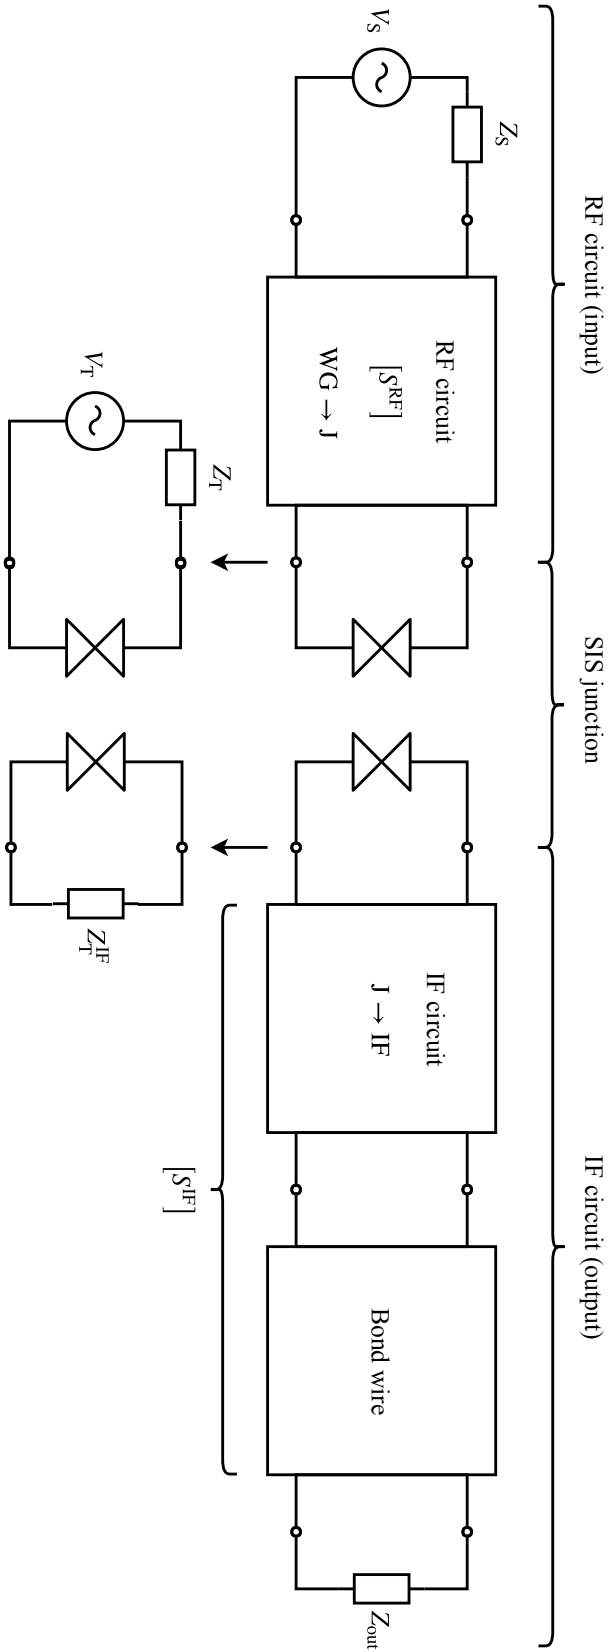 RF circuit (input)
SIS junction
IF circuit (output)
Z_S
V_S
RF circuit
[S^RF]
WG → J
IF circuit
J → IF
Bond wire
Z_out
[S^IF]
Z_T
V_T
Z_T^IF